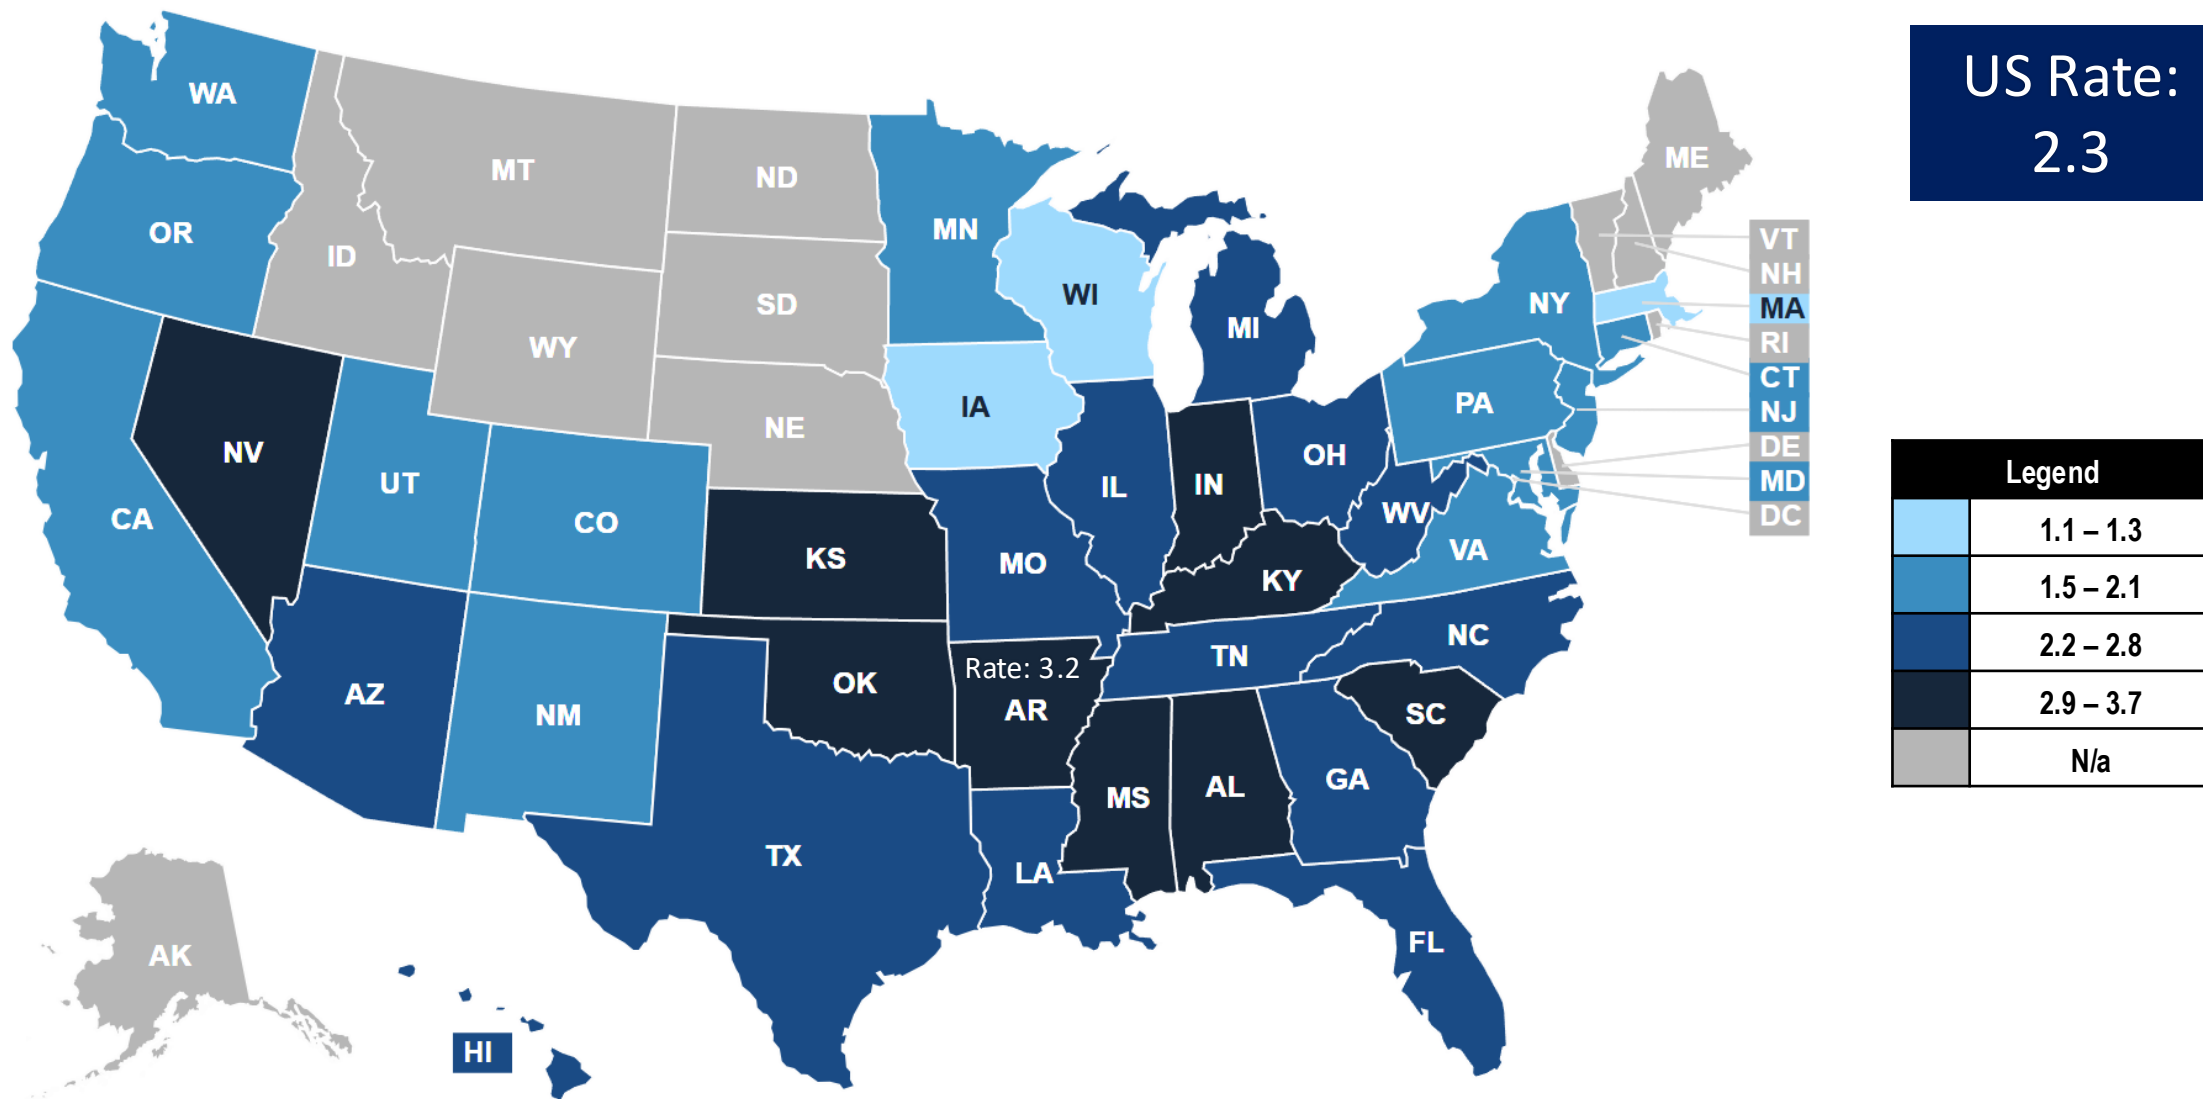 US Rate:
2.3
WA
MT
ND
ME
OR
ID
MN
VT
NH
SD
WI
NY
MA
MI
RI
WY
CT
IA
PA
NJ
NE
NV
OH
DE
UT
IL
IN
MD
CA
CO
WV
DC
KS
MO
KY
VA
Legend
1.1 – 1.3
1.5 – 2.1
2.2 – 2.8
2.9 – 3.7
N/a
NC
TN
Rate: 3.2
AZ
OK
NM
AR
SC
GA
MS
AL
TX
LA
FL
AK
HI